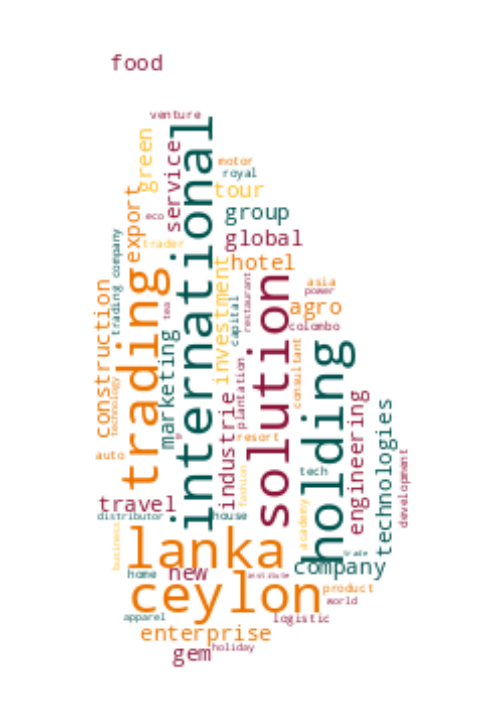 food
venture
international
green
service
motor
royal
tour
export
eco
group
trader
global
hotel
trading company
trading
tea
investment
restaurant
capital
solution
asia
power
agro
colombo
construction
technology
marketing
holding
consultant
plantation
industrie
engineering
technologies
resort
auto
development
tech
fashion
academy
travel
distributor
house
business
lanka
trade
company
home
new
institute
ceylon
product
world
apparel
logistic
enterprise
gem
holiday